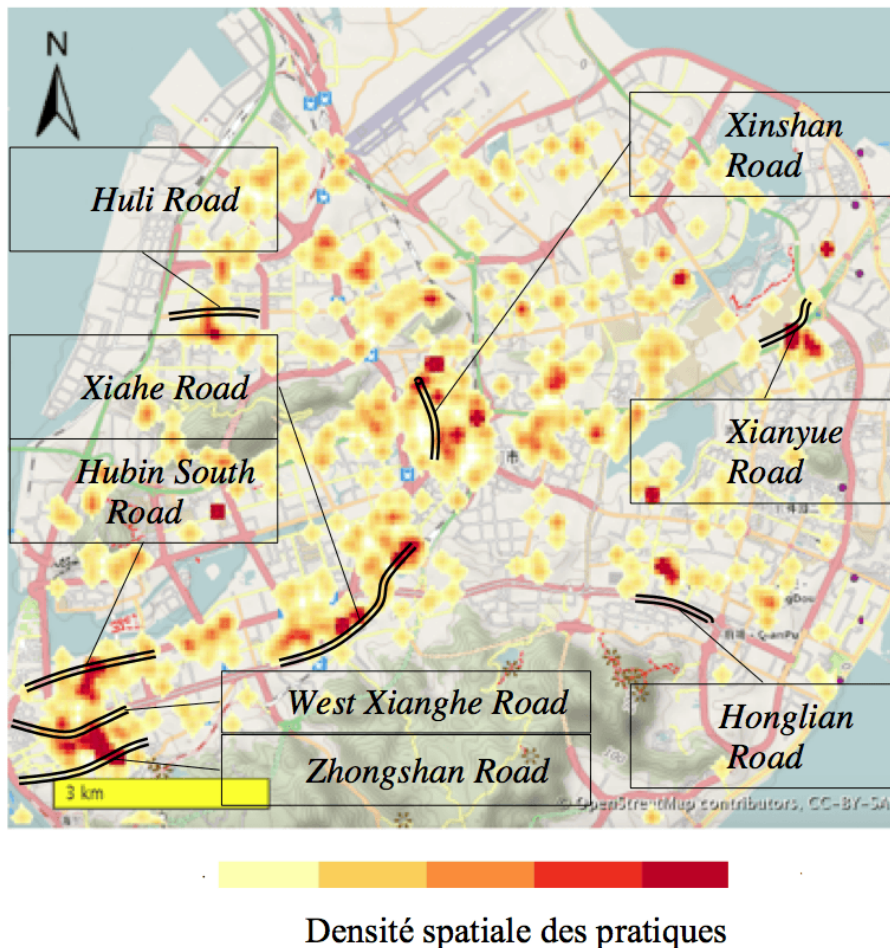 N
Xinshan
Road
Huli Road
Xiahe Road
Hubin South
Road
Xianyue
Road
市
West Xianghe Road
Zhongshan Road
Honglian
Road
3 km
© OpenStreetMap contributors, CC-BY-SA
Densité spatiale des pratiques